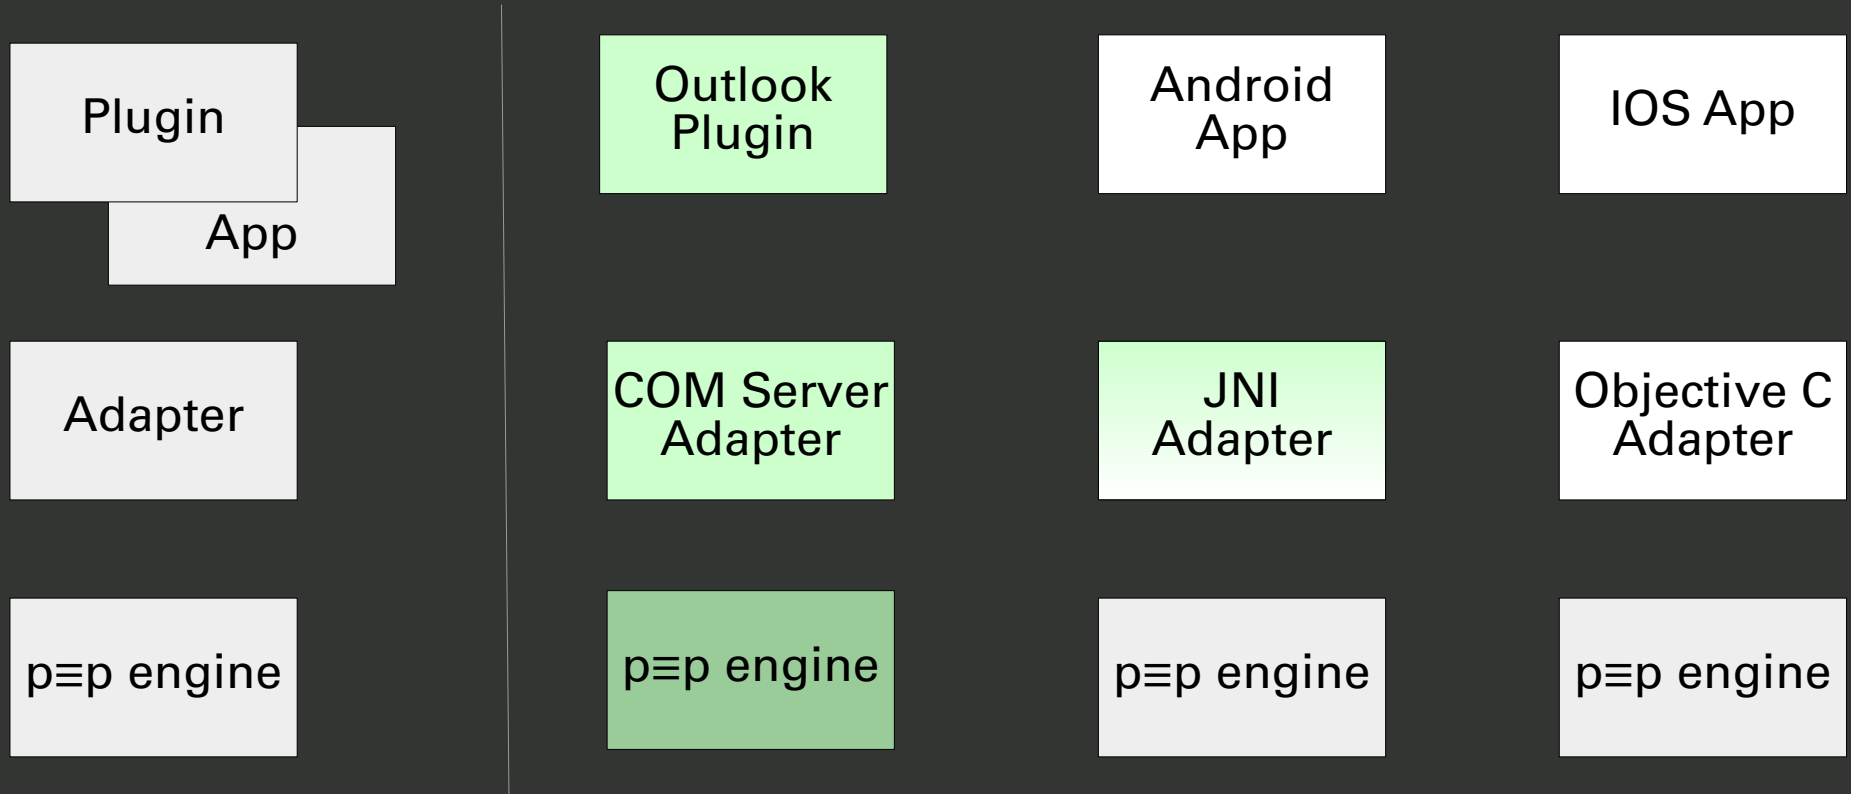 Plugin
App
Outlook
Plugin
Android
App
IOS App
Adapter
COM Server
Adapter
JNI
Adapter
Objective C
Adapter
p≡p engine
p≡p engine
p≡p engine
p≡p engine